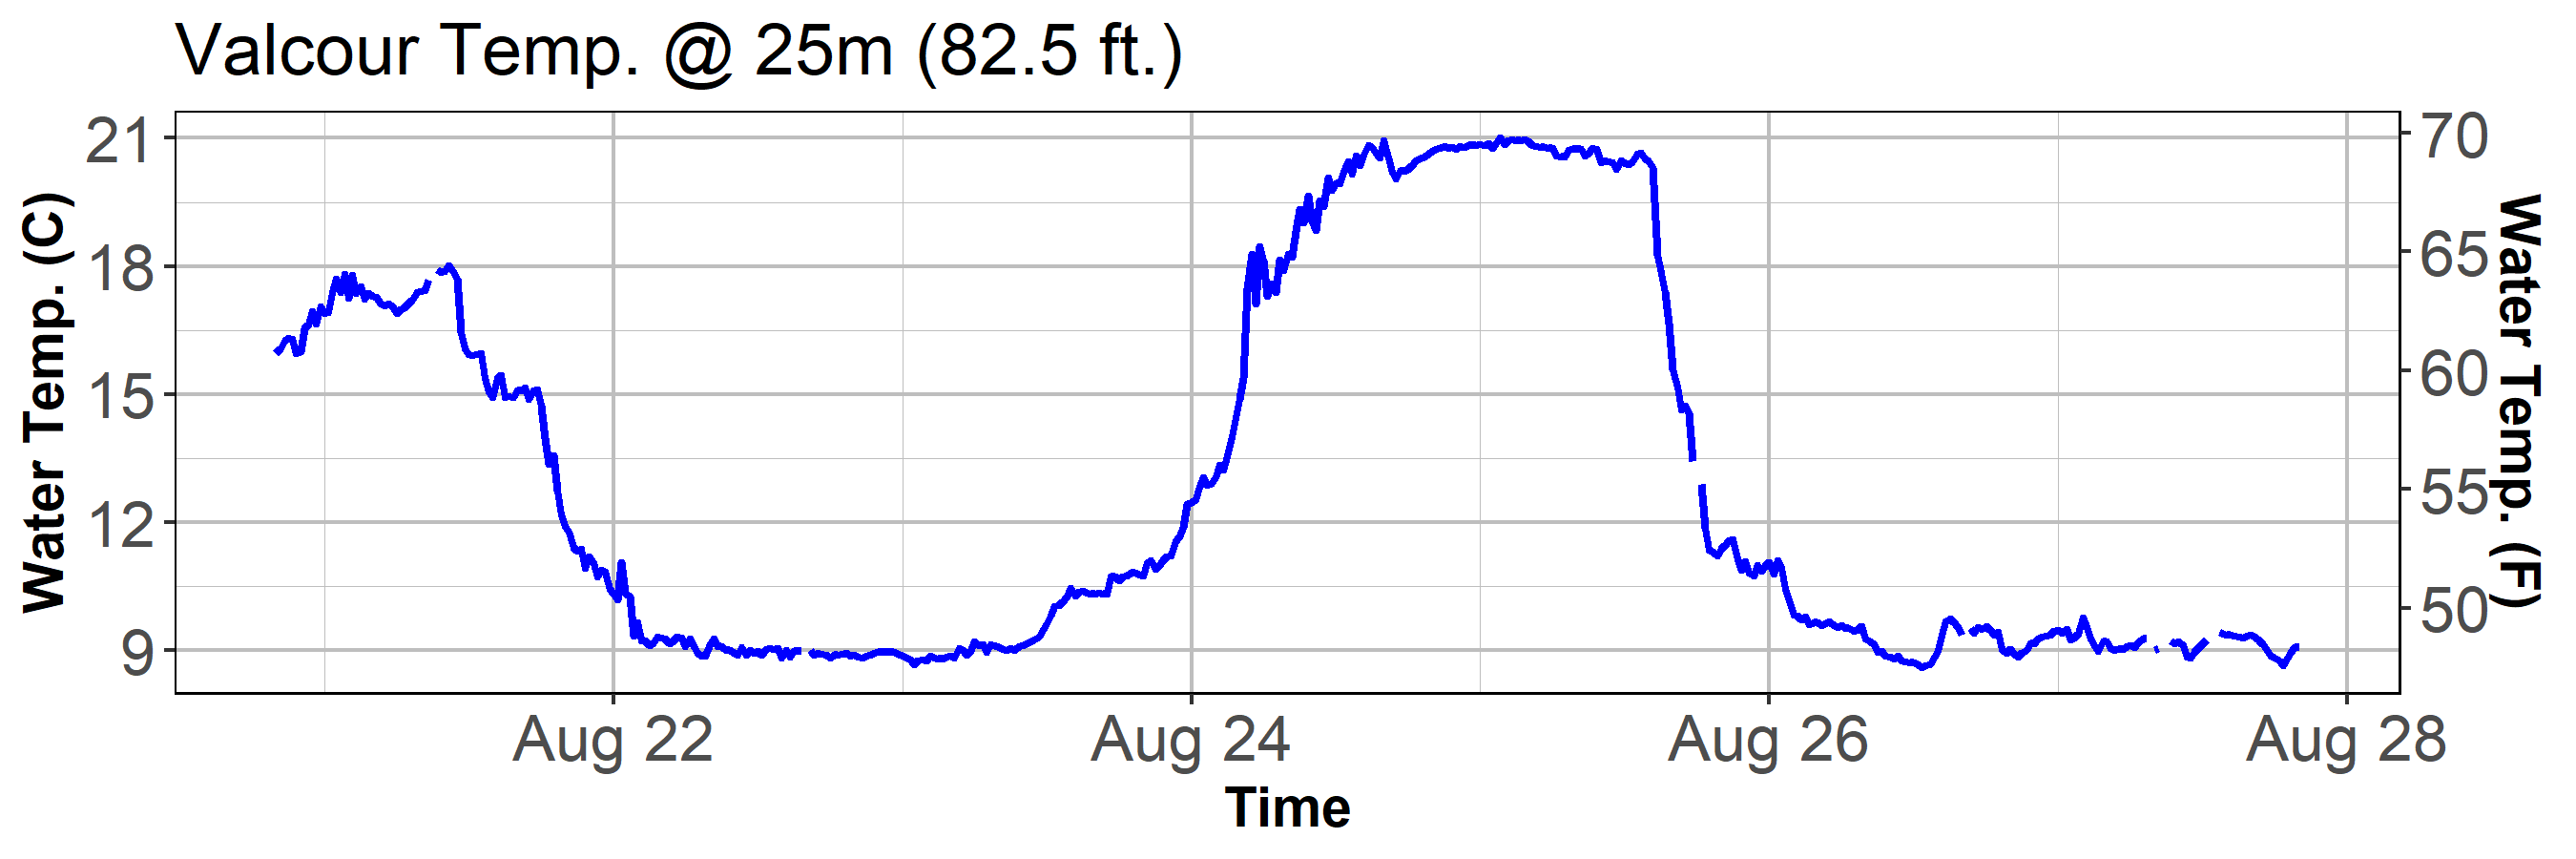 Valcour Temp. @ 25m (82.5 ft.)
Water Temp. (C)
21
18
15
12
9
70
65
60
55
50
Water Temp. (F)
Aug 22
Aug 24
Aug 26
Aug 28
Time